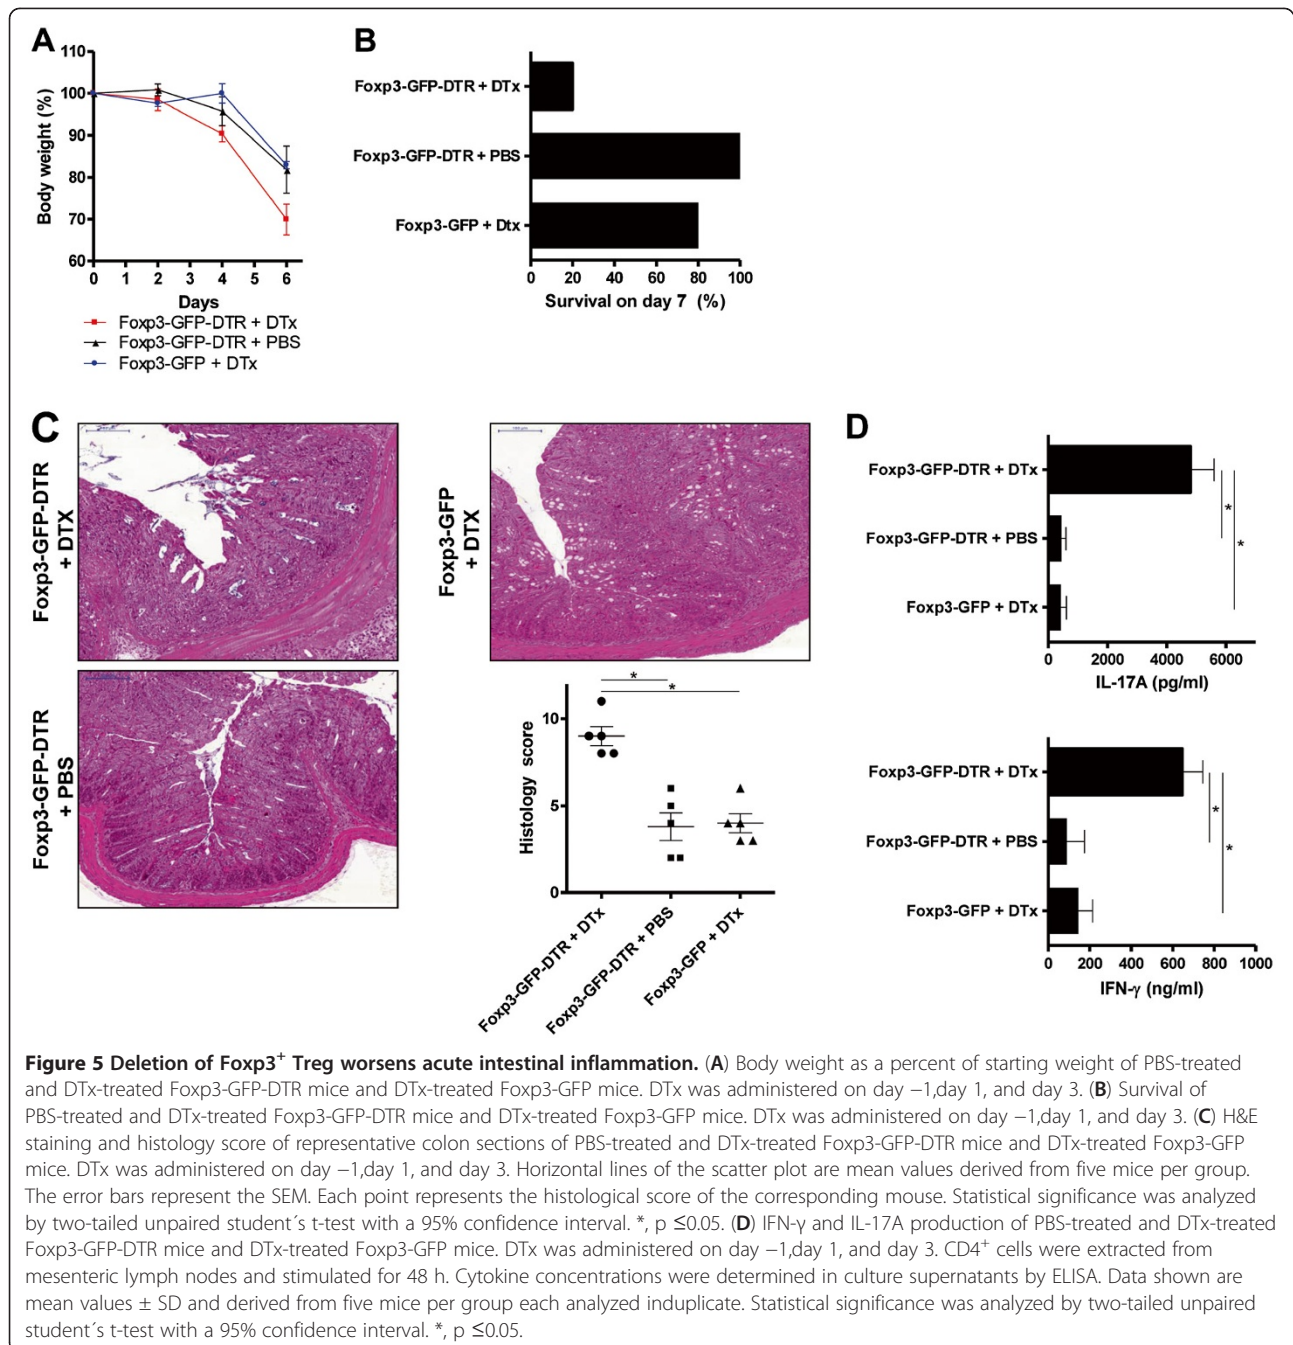 A
110
100
90
80
70
60
Body weight (%)
0 1 2 3 4 5 6
Days
Foxp3-GFP-DTR + DTx
Foxp3-GFP-DTR + PBS
Foxp3-GFP + DTx
B
Foxp3-GFP-DTR + DTx
Foxp3-GFP-DTR + PBS
Foxp3-GFP + Dtx
0 20 40 60 80 100
Survival on day 7 (%)
C
Foxp3-GFP-DTR
+ DTX
Foxp3-GFP
+ DTX
Foxp3-GFP-DTR
+ PBS
* 
*
10
5
0
Histology score
Foxp3-GFP-DTR + DTx
Foxp3-GFP-DTR + PBS
Foxp3-GFP + DTx
D
Foxp3-GFP-DTR + DTx
Foxp3-GFP-DTR + PBS
Foxp3-GFP + DTx
*
*
0 2000 4000 6000
IL-17A (pg/ml)
Foxp3-GFP-DTR + DTx
Foxp3-GFP-DTR + PBS
Foxp3-GFP + DTx
*
*
0 200 400 600 800 1000
IFN-γ (ng/ml)
Figure 5 Deletion of Foxp3⁺ Treg worsens acute intestinal inflammation. (A) Body weight as a percent of starting weight of PBS-treated
and DTx-treated Foxp3-GFP-DTR mice and DTx-treated Foxp3-GFP mice. DTx was administered on day −1,day 1, and day 3. (B) Survival of
PBS-treated and DTx-treated Foxp3-GFP-DTR mice and DTx-treated Foxp3-GFP mice. DTx was administered on day −1,day 1, and day 3. (C) H&E
staining and histology score of representative colon sections of PBS-treated and DTx-treated Foxp3-GFP-DTR mice and DTx-treated Foxp3-GFP
mice. DTx was administered on day −1,day 1, and day 3. Horizontal lines of the scatter plot are mean values derived from five mice per group.
The error bars represent the SEM. Each point represents the histological score of the corresponding mouse. Statistical significance was analyzed
by two-tailed unpaired student´s t-test with a 95% confidence interval. *, p ≤0.05. (D) IFN-γ and IL-17A production of PBS-treated and DTx-treated
Foxp3-GFP-DTR mice and DTx-treated Foxp3-GFP mice. DTx was administered on day −1,day 1, and day 3. CD4⁺ cells were extracted from
mesenteric lymph nodes and stimulated for 48 h. Cytokine concentrations were determined in culture supernatants by ELISA. Data shown are
mean values ± SD and derived from five mice per group each analyzed induplicate. Statistical significance was analyzed by two-tailed unpaired
student´s t-test with a 95% confidence interval. *, p ≤0.05.